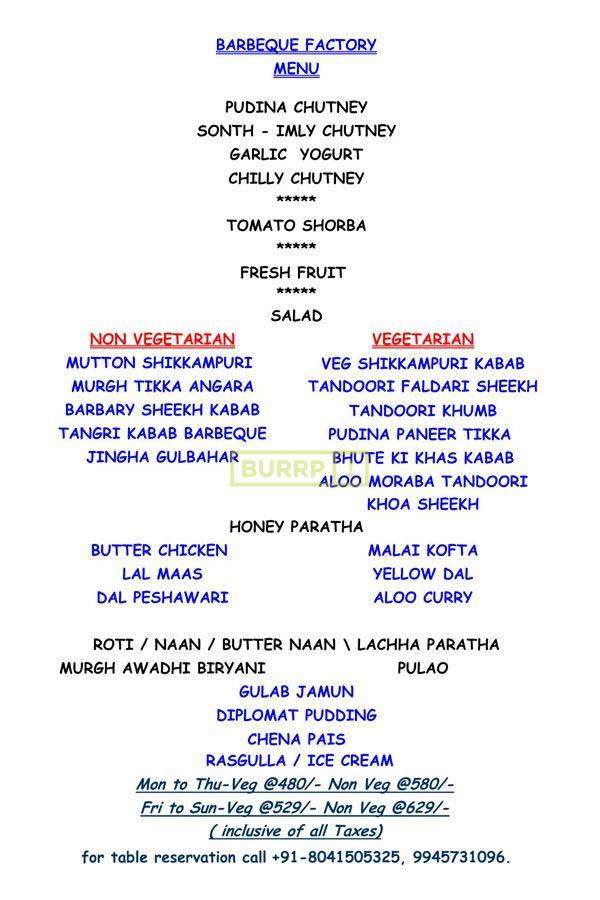 BARBEQUE FACTORY
MENU
PUDINA CHUTNEY
SONTH - IMLY CHUTNEY
GARLIC YOGURT
CHILLY CHUTNEY
*****
TOMATO SHORBA
*****
FRESH FRUIT
*****
SALAD
NON VEGETARIAN VEGETARIAN
MUTTON SHIKKAMPURI VEG SHIKKAMPURI KABAB
MURGH TIKKA ANGARA TANDOORI FALDARI SHEEKH
BARBARY SHEEKH KABAB TANDOORI KHUMB
TANGRI KABAB BARBEQUE PUDINA PANEER TIKKA
JINGHA GULBAHAR BHUTE KI KHAS KABAB
BURRP
ALOO MORABA TANDOORI
KHOA SHEEKH
HONEY PARATHA
BUTTER CHICKEN MALAI KOFTA
LAL MAAS YELLOW DAL
DAL PESHAWARI ALOO CURRY
ROTI / NAAN / BUTTER NAAN \ LACHHA PARATHA
MURGH AWADHI BIRYANI PULAO
GULAB JAMUN
DIPLOMAT PUDDING
CHENA PAIS
RASGULLA / ICE CREAM
Mon to Thu-Veg @480/- Non Veg @580/-
Fri to Sun-Veg @529/- Non Veg @629/-
( inclusive of all Taxes)
for table reservation call +91-8041505325, 9945731096.